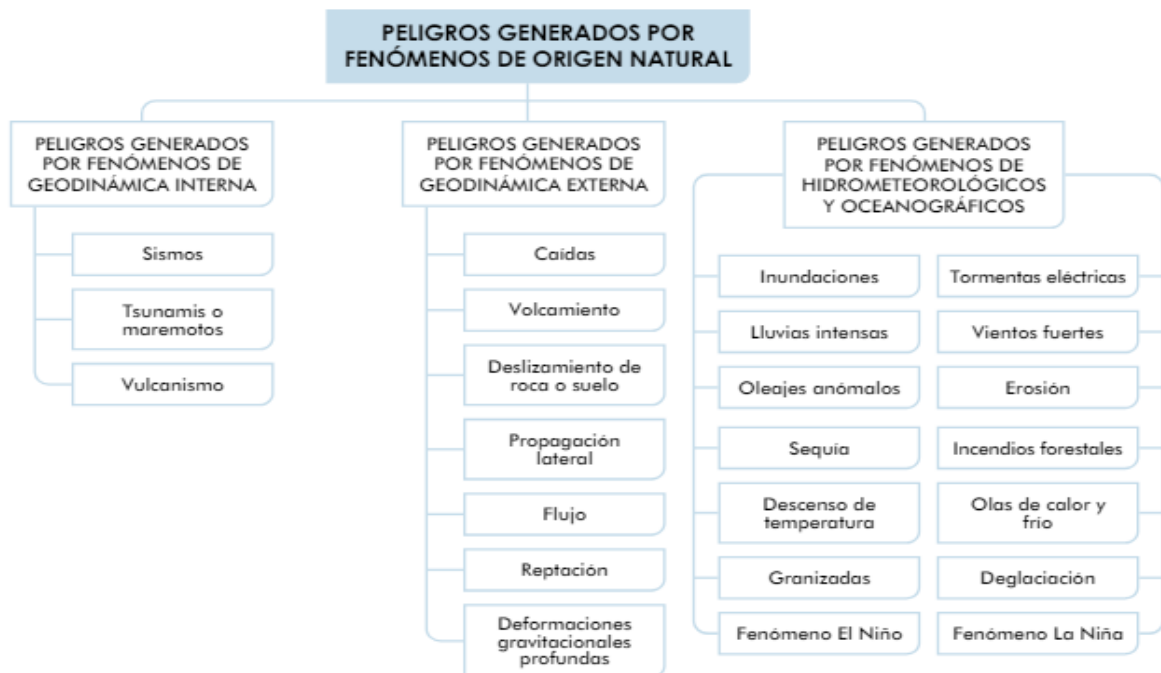 PELIGROS GENERADOS POR
FENÓMENOS DE ORIGEN NATURAL
PELIGROS GENERADOS
POR FENÓMENOS DE
GEODINÁMICA INTERNA
Sismos
Tsunamis o
maremotos
Vulcanismo
PELIGROS GENERADOS
POR FENÓMENOS DE
GEODINÁMICA EXTERNA
Caídas
Volcamiento
Deslizamiento de
roca o suelo
Propagación
lateral
Flujo
Reptación
Deformaciones
gravitacionales
profundas
PELIGROS GENERADOS
POR FENÓMENOS DE
HIDROMETEOROLÓGICOS
Y OCEANOGRÁFICOS
Inundaciones
Lluvias intensas
Oleajes anómalos
Sequía
Descenso de
temperatura
Granizadas
Fenómeno El Niño
Tormentas eléctricas
Vientos fuertes
Erosión
Incendios forestales
Olas de calor y
frío
Deglaciación
Fenómeno La Niña